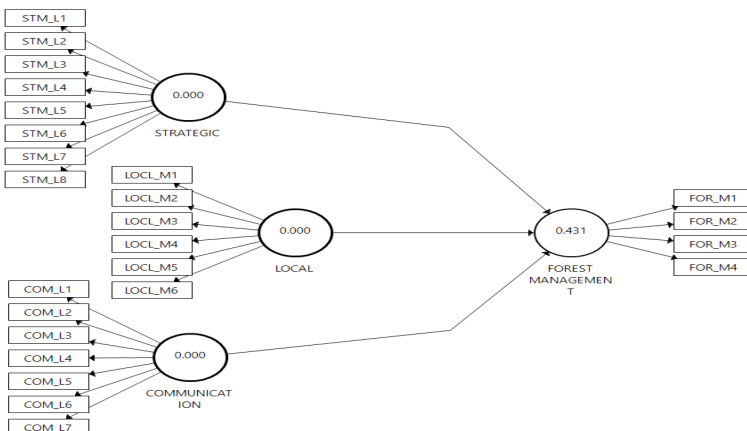 STM_L1
STM_L2
STM_L3
STM_L4
STM_L5
STM_L6
STM_L7
STM_L8
0.000
STRATEGIC
LOCL_M1
LOCL_M2
LOCL_M3
LOCL_M4
LOCL_M5
LOCL_M6
0.000
LOCAL
COM_L1
COM_L2
COM_L3
COM_L4
COM_L5
COM_L6
COM_L7
0.000
COMMUNICAT
ION
0.431
FOREST
MANAGEMEN
T
FOR_M1
FOR_M2
FOR_M3
FOR_M4